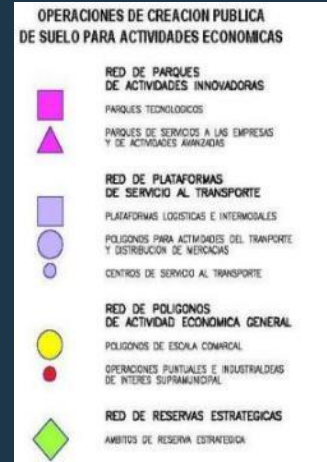 OPERACIONES DE CREACION PUBLICA
DE SUELO PARA ACTIVIDADES ECONOMICAS
RED DE PARQUES
DE ACTIVIDADES INNOVADORAS
PARQUES TECNOLOGICOS
PARQUES DE SERVICIOS A LAS EMPRESAS
Y DE ACTIVIDADES AVANZADAS
RED DE PLATAFORMAS
DE SERVICIO AL TRANSPORTE
PLATAFORMAS LOGISTICAS E INTERMODALES
POLIGONOS PARA ACTIVIDADES DEL TRANPORTE
Y DISTRIBUCION DE MERCACIAS
CENTROS DE SERVICIO AL TRANSPORTE
RED DE POLIGONOS
DE ACTIVIDAD ECONOMICA GENERAL
POLIGONOS DE ESCALA COMARCAL
OPERACIONES PUNTUALES E INDUSTRIALDEAS
DE INTERES SUPRAMUNICIPAL
RED DE RESERVAS ESTRATEGICAS
AMBITOS DE RESERVA ESTRATEGICA